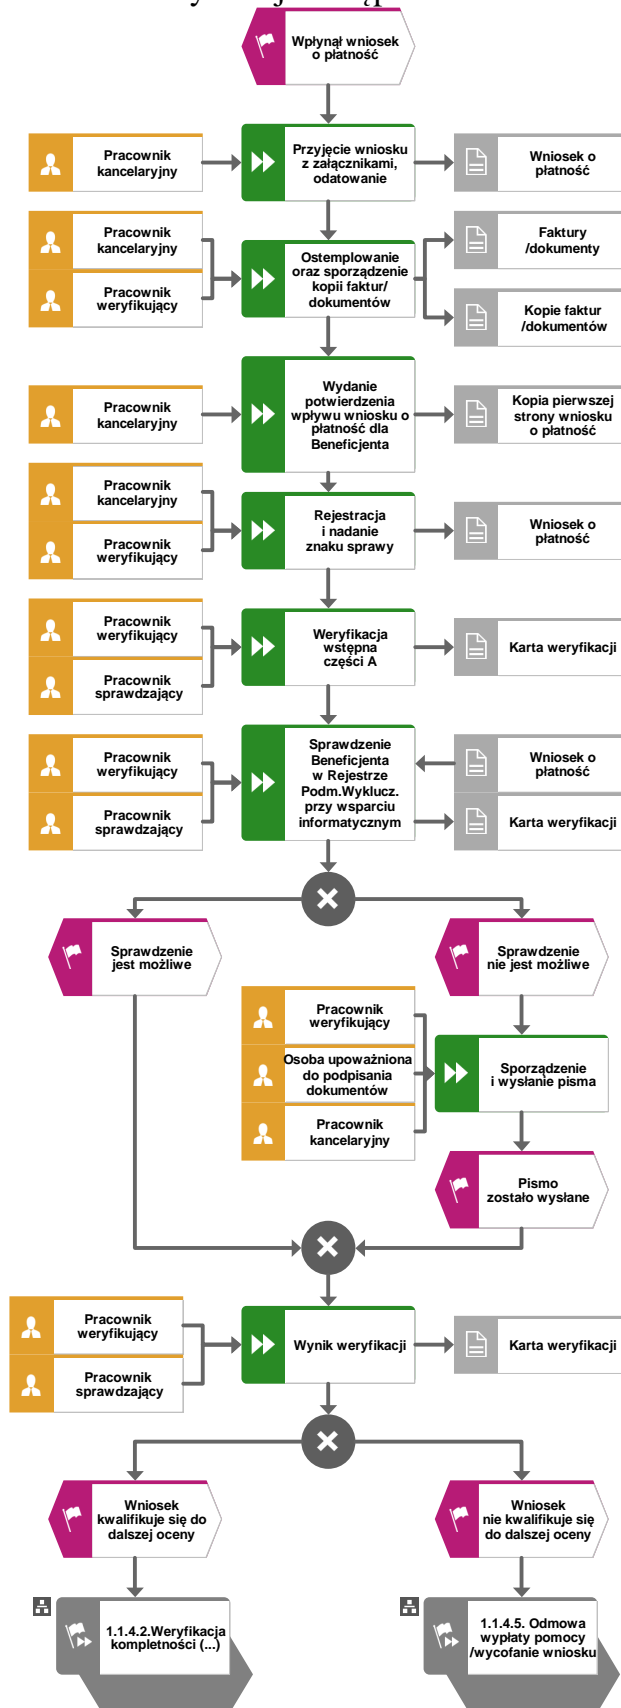 Wpłynął wniosek
o płatność
Pracownik
kancelaryjny
Przyjęcie wniosku
z załącznikami,
odatowanie
Wniosek o
płatność
Pracownik
kancelaryjny
Pracownik
weryfikujący
Ostemplowanie
oraz sporządzenie
kopii faktur/
dokumentów
Faktury
/dokumenty
Kopie faktur
/dokumentów
Pracownik
kancelaryjny
Wydanie
potwierdzenia
wpływu wniosku o
płatność dla
Beneficjenta
Kopia pierwszej
strony wniosku
o płatność
Pracownik
kancelaryjny
Pracownik
weryfikujący
Rejestracja
i nadanie
znaku sprawy
Wniosek o
płatność
Pracownik
weryfikujący
Pracownik
sprawdzający
Weryfikacja
wstępna
części A
Karta weryfikacji
Pracownik
weryfikujący
Pracownik
sprawdzający
Sprawdzenie
Beneficjenta
w Rejestrze
Podm.Wyklucz.
przy wsparciu
informatycznym
Wniosek o
płatność
Karta weryfikacji
Sprawdzenie
jest możliwe
Sprawdzenie
nie jest możliwe
Pracownik
weryfikujący
Osoba upoważniona
do podpisania
dokumentów
Pracownik
kancelaryjny
Sporządzenie
i wysłanie pisma
Pismo
zostało wysłane
Pracownik
weryfikujący
Pracownik
sprawdzający
Wynik weryfikacji
Karta weryfikacji
Wniosek
kwalifikuje się do
dalszej oceny
Wniosek
nie kwalifikuje się
do dalszej oceny
1.1.4.2.Weryfikacja
kompletności (...)
1.1.4.5. Odmowa
wypłaty pomocy
/wycofanie wniosku